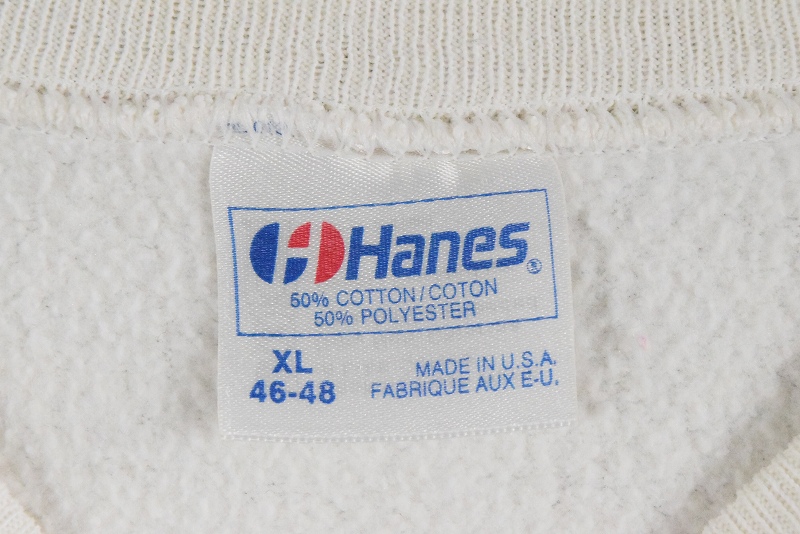 Hanes®
50% COTTON/COTON
50% POLYESTER
XL
46-48
MADE IN U.S.A.
FABRIQUE AUX E-U.